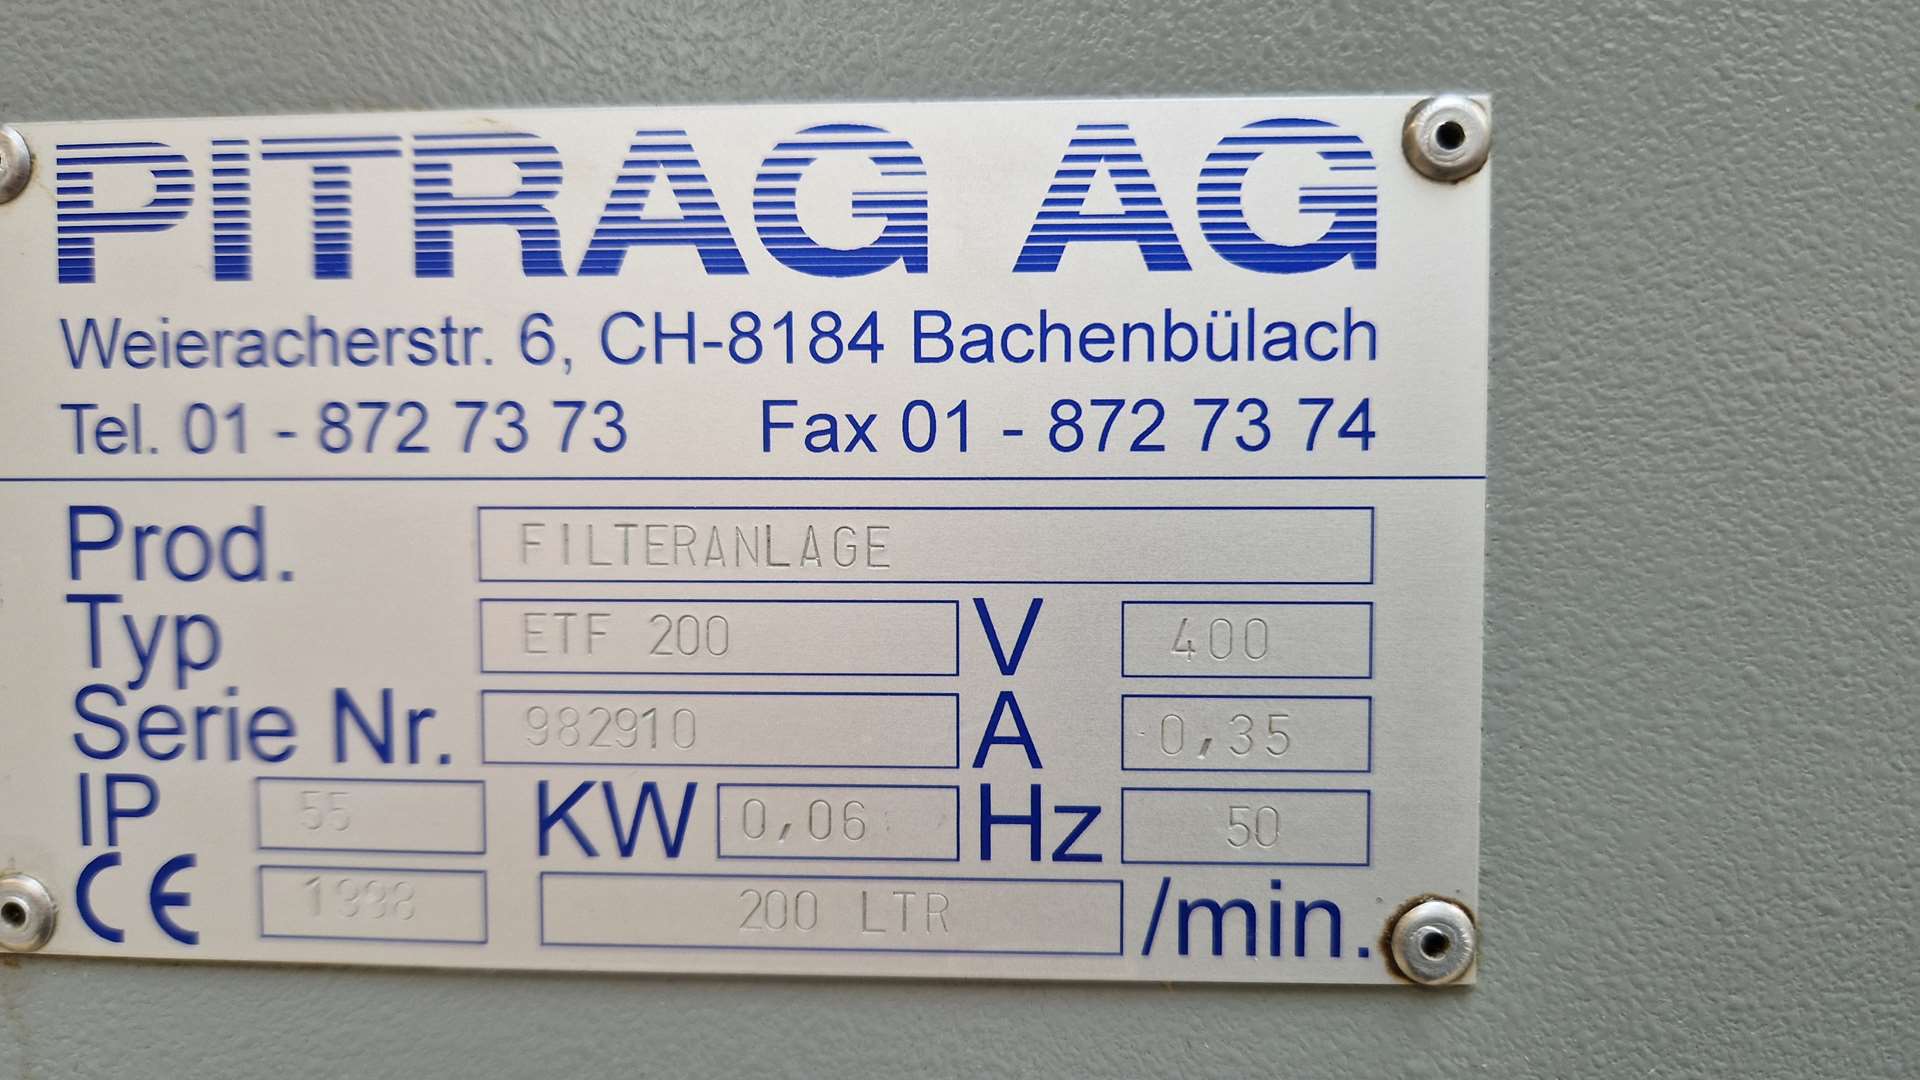 PITRAG AG
Weieracherstr. 6, CH-8184 Bachenbülach
Tel. 01 - 872 73 73 Fax 01 - 872 73 74
Prod. FILTERANLAGE
Typ ETF 200 V 400
Serie Nr. 982910 A 0,35
IP 55 KW 0,06 Hz 50
CE 1998 200 LTR /min.